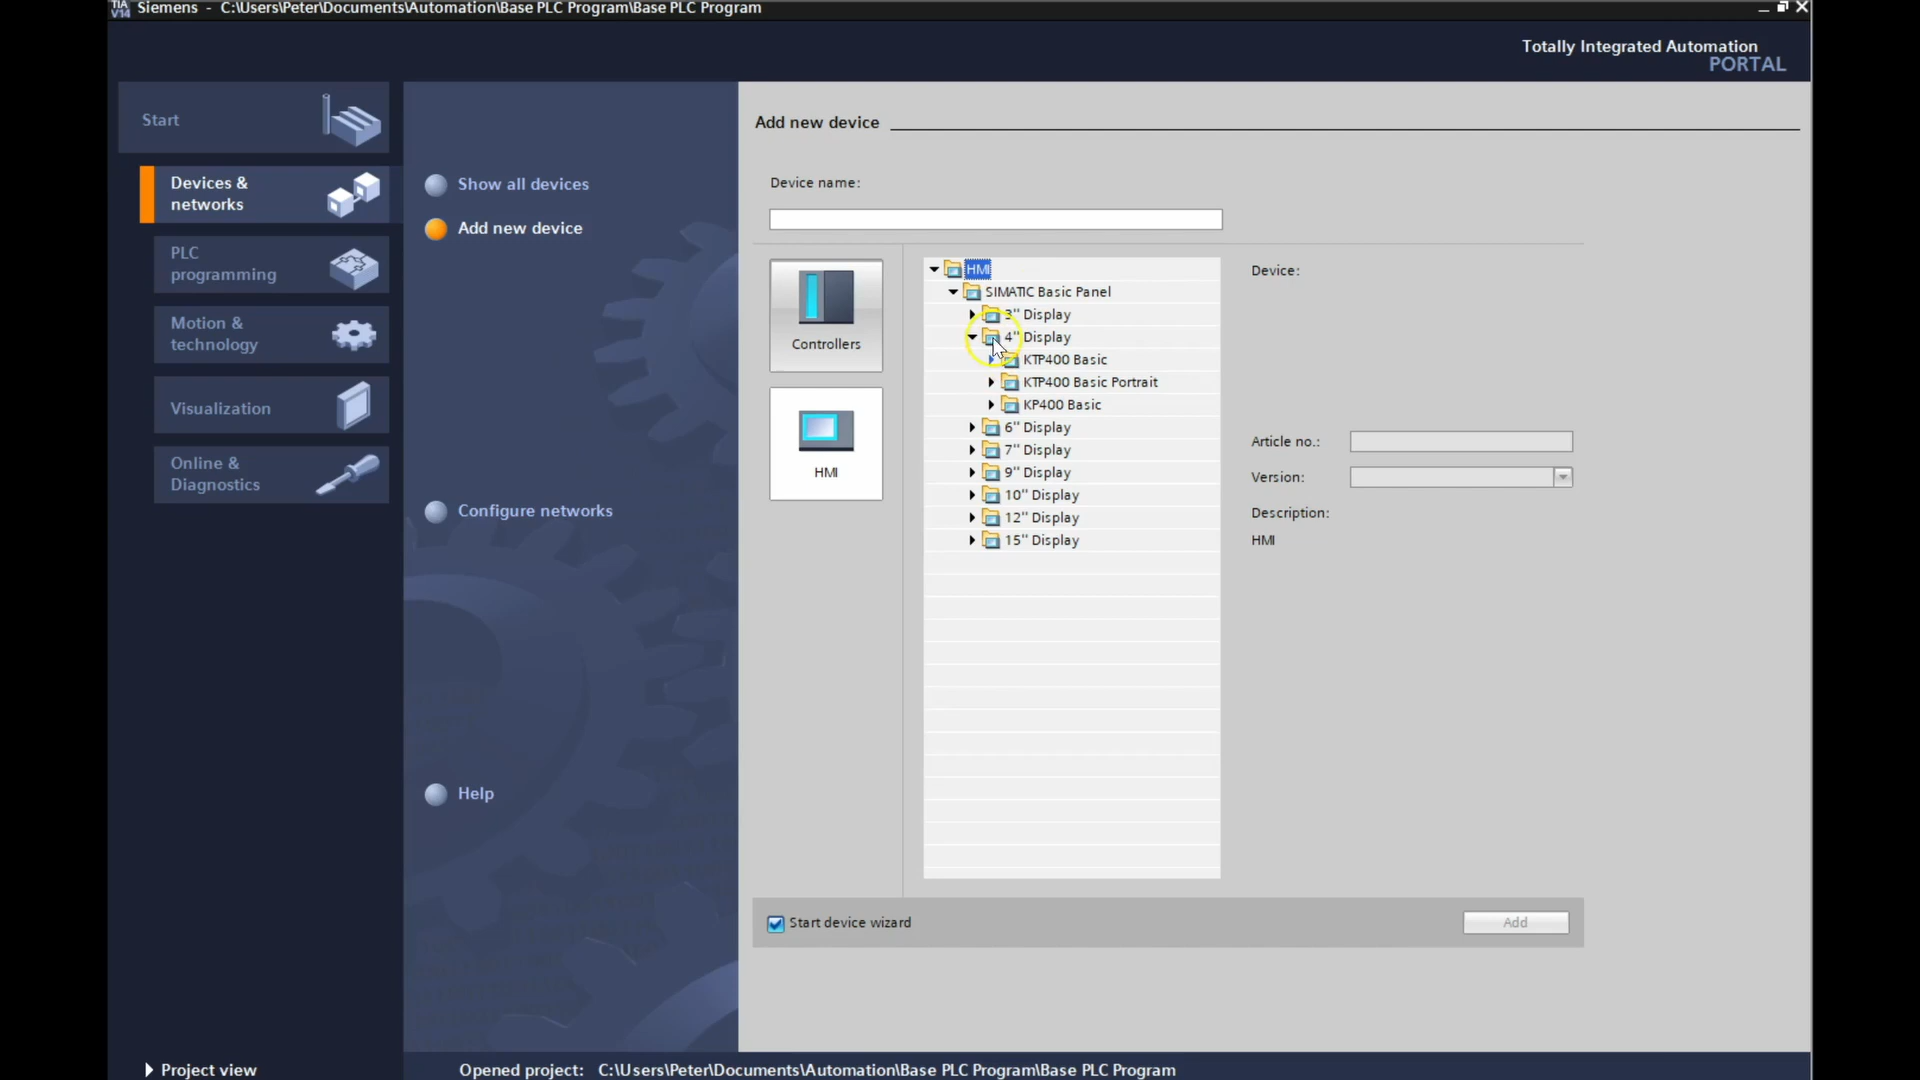 TIA
V14
Siemens - C:\Users\Peter\Documents\Automation\Base PLC Program\Base PLC Program
Totally Integrated Automation
PORTAL
Start
Devices &
networks
PLC
programming
Motion &
technology
Visualization
Online &
Diagnostics
Show all devices
Add new device
Configure networks
Help
Add new device
Device name:
Controllers
HMI
HMI
SIMATIC Basic Panel
3" Display
4" Display
KTP400 Basic
KTP400 Basic Portrait
KP400 Basic
6" Display
7" Display
9" Display
10" Display
12" Display
15" Display
Device:
Article no.:
Version:
Description:
HMI
Start device wizard
Add
Project view
Opened project: C:\Users\Peter\Documents\Automation\Base PLC Program\Base PLC Program